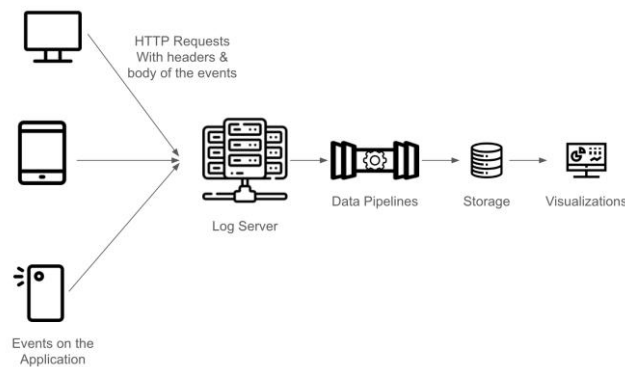 HTTP Requests
With headers &
body of the events
Log Server
Data Pipelines
Storage
Visualizations
Events on the
Application